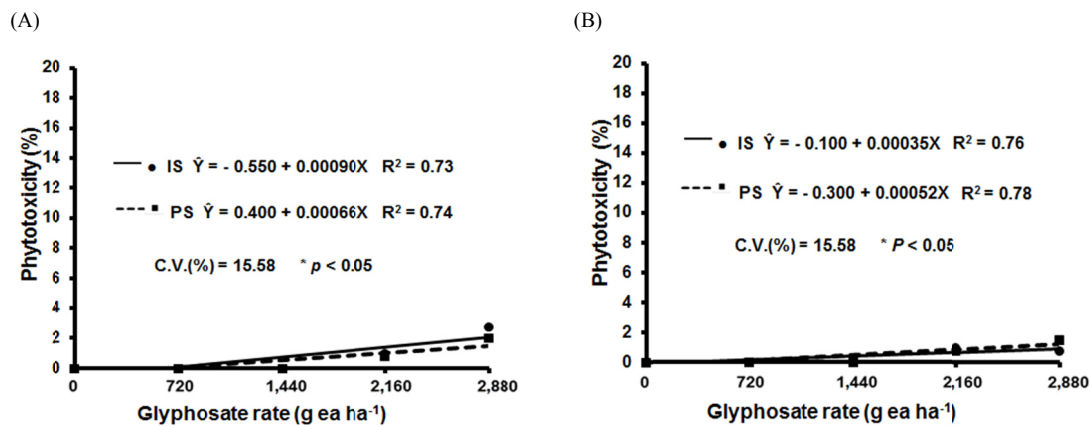 (A)
20
18
16
14
12
10
8
6
4
2
0
Phytotoxicity (%)
IS Ŷ = - 0.550 + 0.00090X R² = 0.73
PS Ŷ = 0.400 + 0.00066X R² = 0.74
C.V.(%) = 15.58 * p < 0.05
0 720 1,440 2,160 2,880
Glyphosate rate (g ea ha⁻¹)
(B)
20
18
16
14
12
10
8
6
4
2
0
Phytotoxicity (%)
IS Ŷ = - 0.100 + 0.00035X R² = 0.76
PS Ŷ = - 0.300 + 0.00052X R² = 0.78
C.V.(%) = 15.58 * P < 0.05
0 720 1,440 2,160 2,880
Glyphosate rate (g ea ha⁻¹)